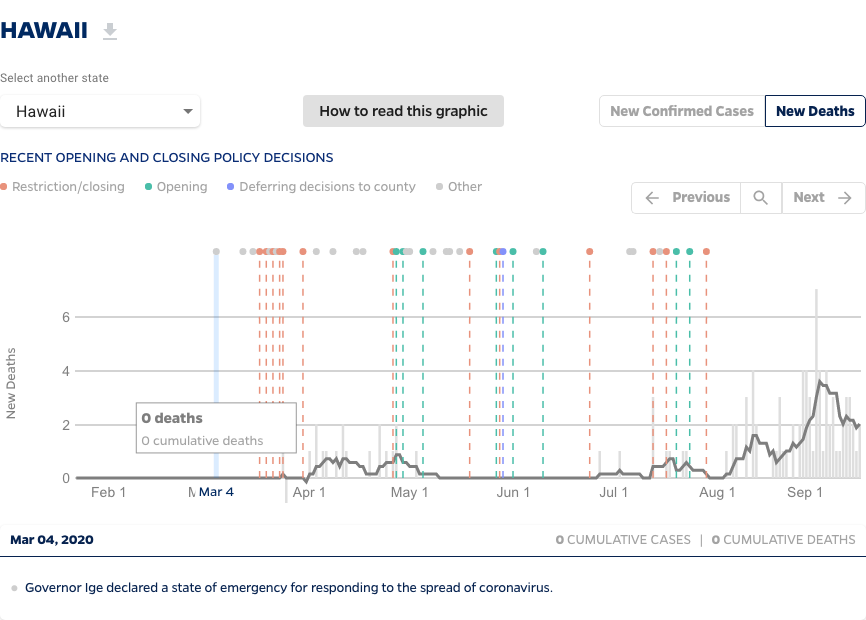 HAWAII
Select another state
Hawaii
How to read this graphic
New Confirmed Cases
New Deaths
RECENT OPENING AND CLOSING POLICY DECISIONS
Restriction/closing
Opening
Deferring decisions to county
Other
Previous
Next
New Deaths
6
4
2
0
0 deaths
0 cumulative deaths
Feb 1
Mar 4
Apr 1
May 1
Jun 1
Jul 1
Aug 1
Sep 1
Mar 04, 2020
0 CUMULATIVE CASES | 0 CUMULATIVE DEATHS
Governor Ige declared a state of emergency for responding to the spread of coronavirus.